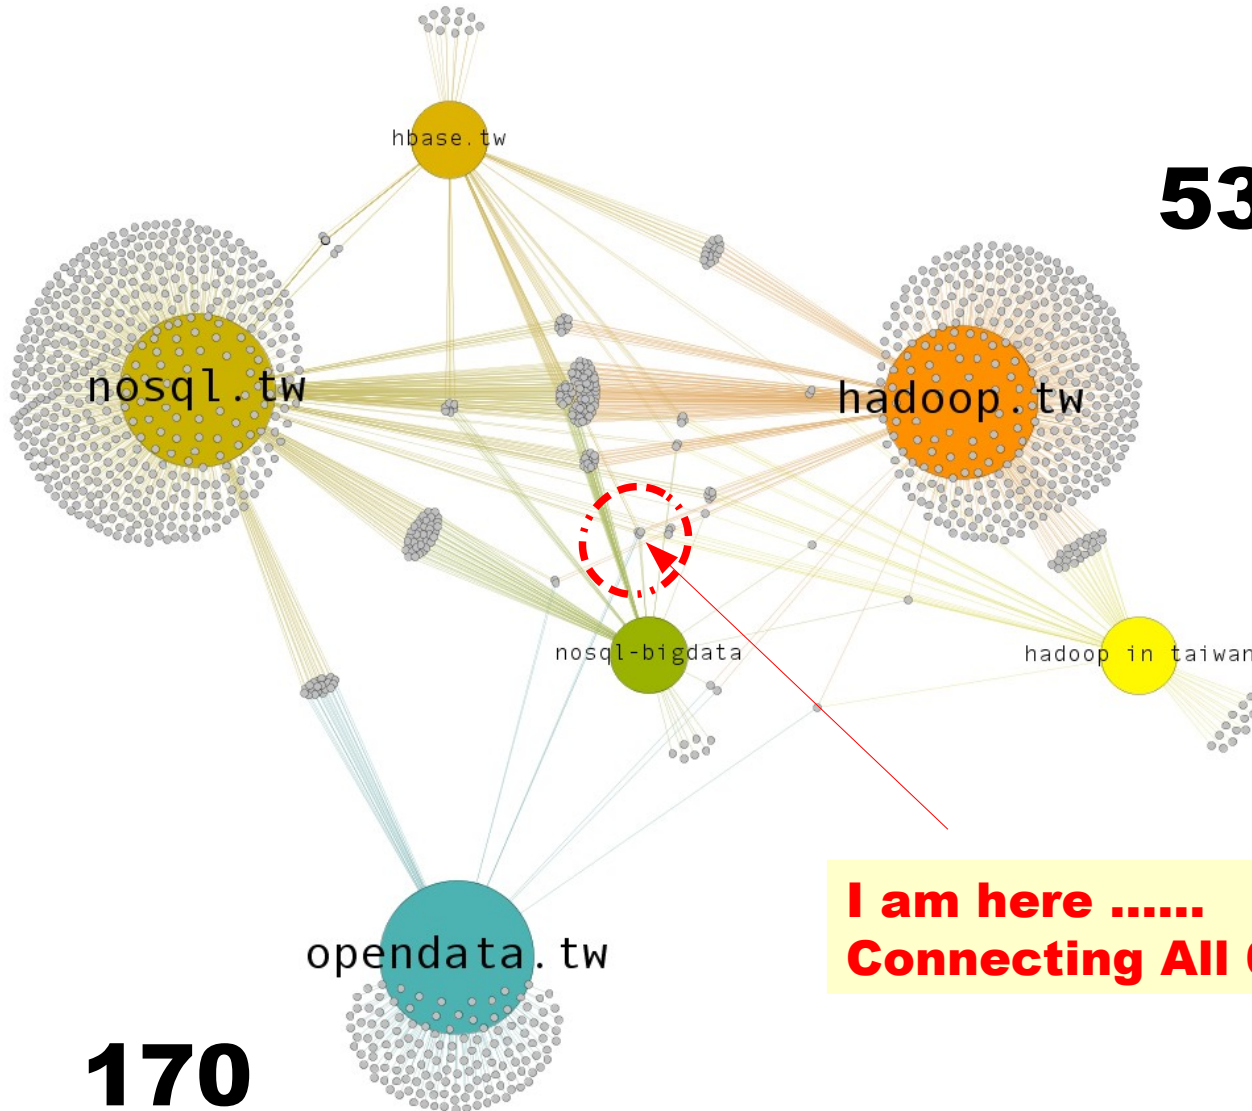 hbase.tw
53
nosql.tw
hadoop.tw
nosql-bigdata
hadoop in taiwan
I am here ......
Connecting All
opendata.tw
170